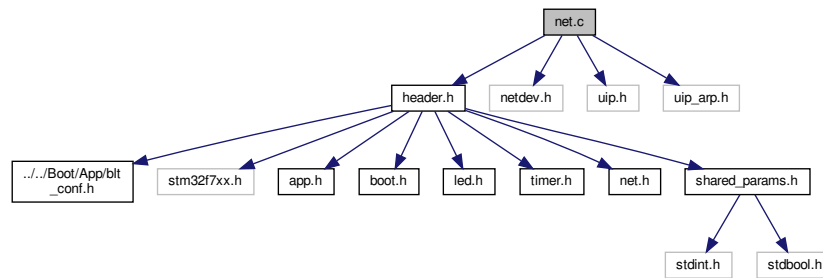 net.c
header.h
netdev.h
uip.h
uip_arp.h
../../Boot/App/blt
_conf.h
stm32f7xx.h
app.h
boot.h
led.h
timer.h
net.h
shared_params.h
stdint.h
stdbool.h